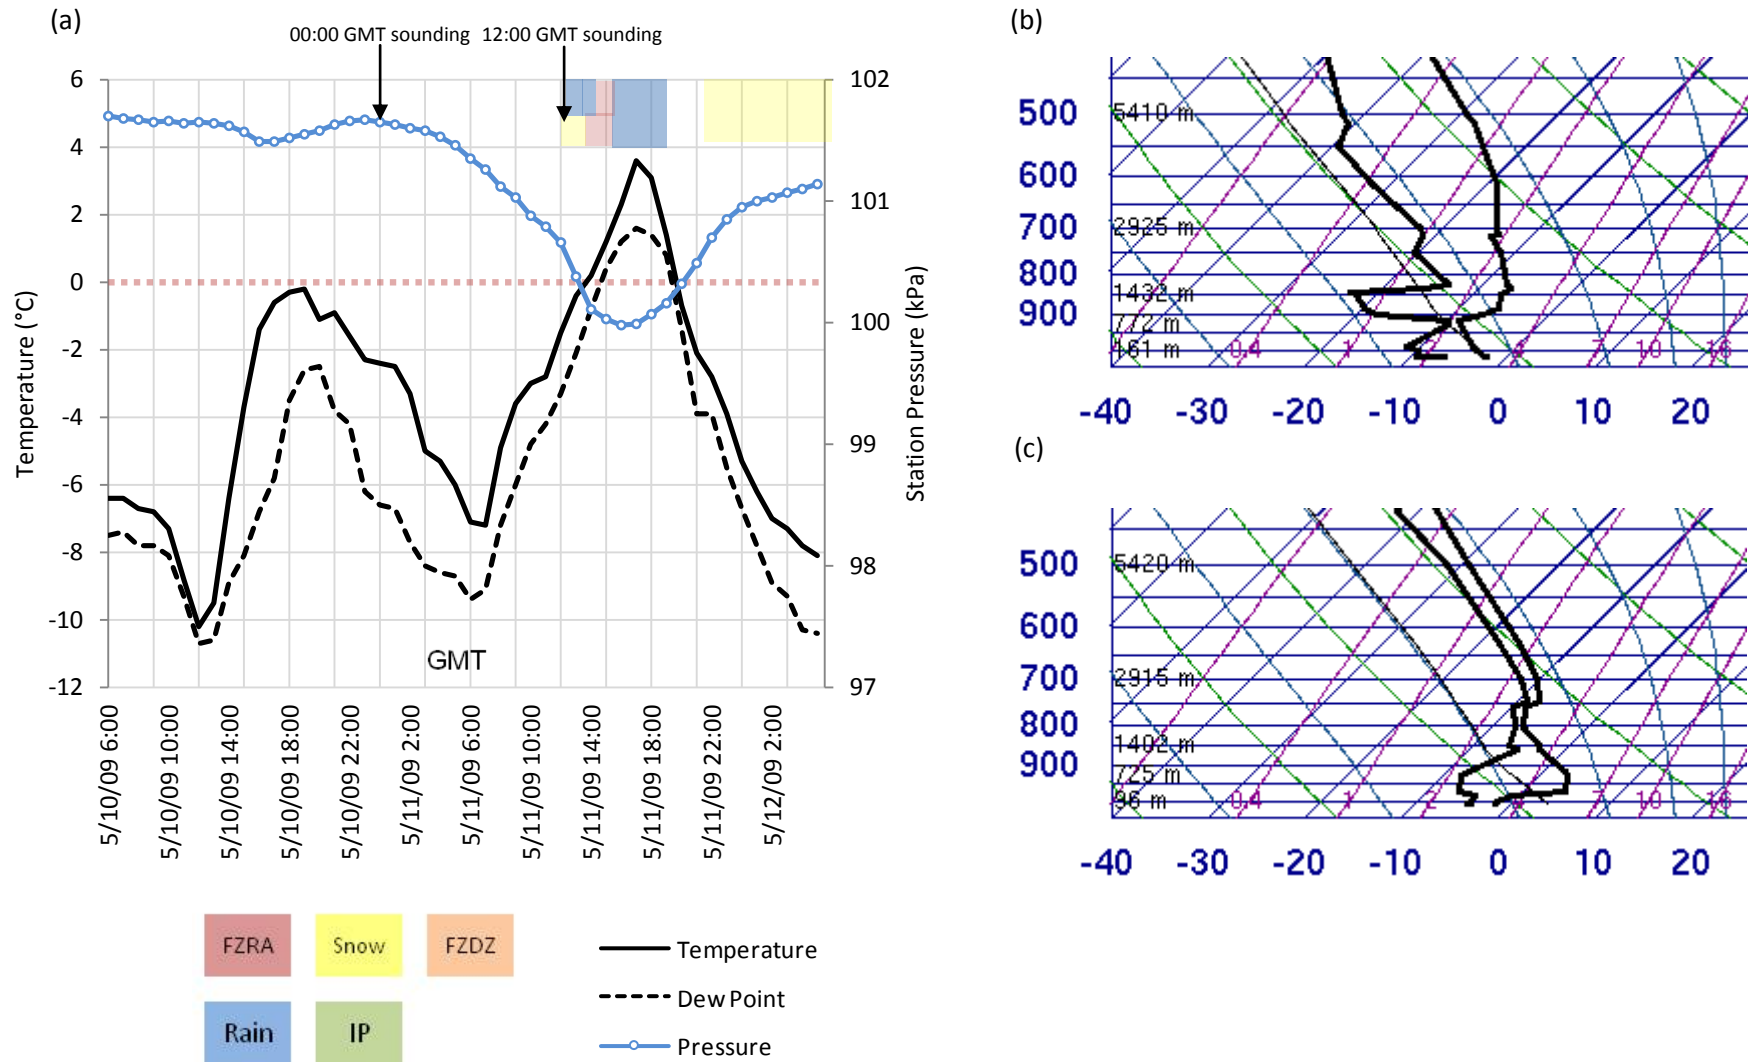 (a)
00:00 GMT sounding 12:00 GMT sounding
6
4
2
0
-2
-4
-6
-8
-10
-12
Temperature (°C)
102
101
100
99
98
97
Station Pressure (kPa)
GMT
5/10/09 6:00
5/10/09 10:00
5/10/09 14:00
5/10/09 18:00
5/10/09 22:00
5/11/09 2:00
5/11/09 6:00
5/11/09 10:00
5/11/09 14:00
5/11/09 18:00
5/11/09 22:00
5/12/09 2:00
FZRA Snow FZDZ
Rain IP
Temperature
Dew Point
Pressure
(b)
500 5410 m
600
700 2925 m
800
1432 m
900
772 m
161 m 0.4 1 2 4 7 10 16
-40 -30 -20 -10 0 10 20
(c)
500 5420 m
600
700 2915 m
800
1402 m
900
725 m
96 m 0.4 1 2 4 7 10 16
-40 -30 -20 -10 0 10 20